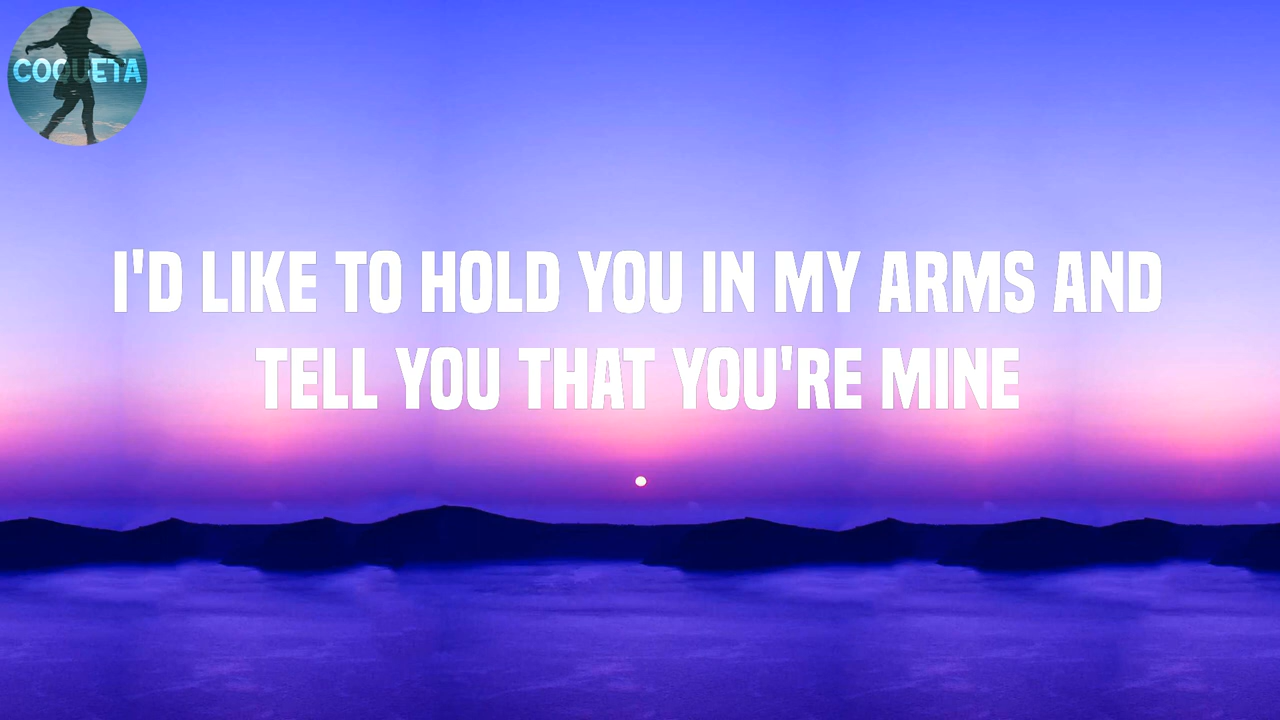 COQUETA
I'D LIKE TO HOLD YOU IN MY ARMS AND
TELL YOU THAT YOU'RE MINE